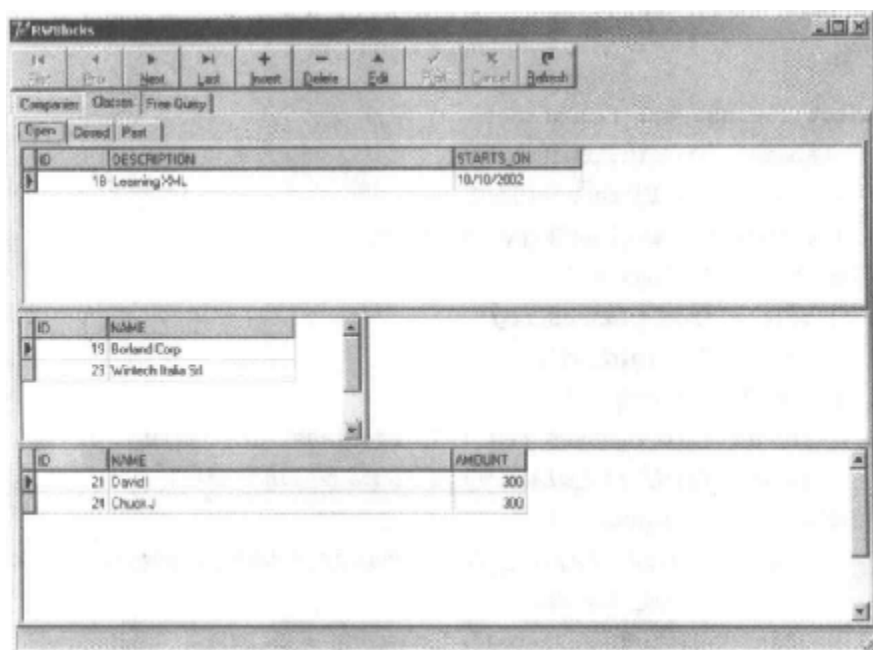 RWBlocks
First Prior Next Last Insert Delete Edit Post Cancel Refresh
Companies Classes Free Query
Open Closed Past
ID DESCRIPTION STARTS_ON
18 Learning XML 10/10/2002
ID NAME
19 Borland Corp
23 Wintech Italia Srl
ID NAME AMOUNT
21 David I 300
24 Chuck J 300